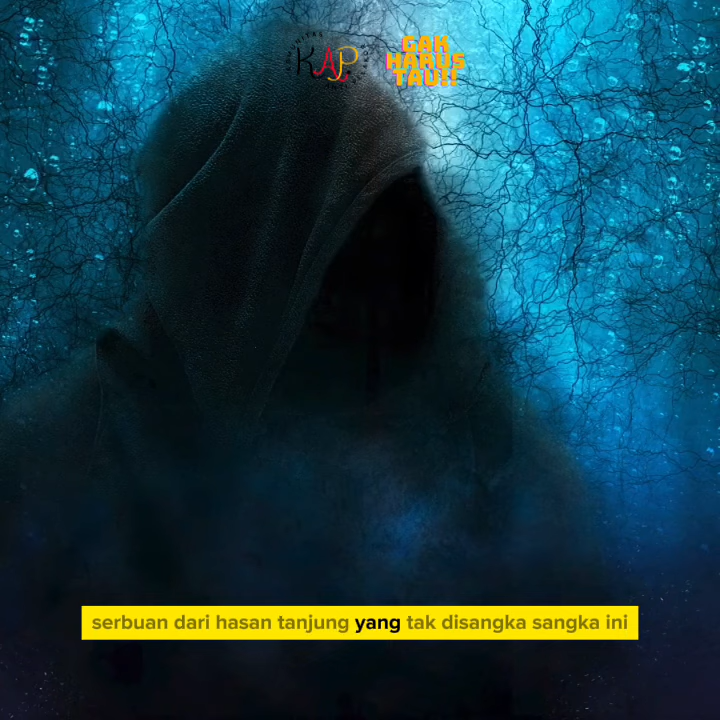 KAP
GAK
HARUS
TAU!!
serbuan dari hasan tanjung yang tak disangka sangka ini